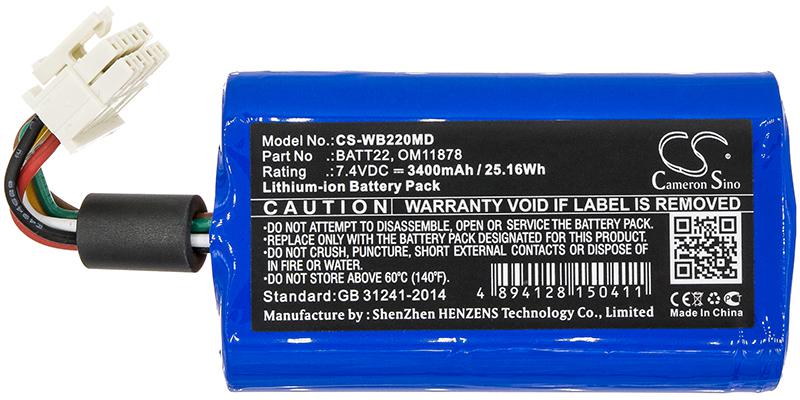 Model No.:CS-WB220MD
Part No :BATT22, OM11878
Rating :7.4VDC ⎓ 3400mAh / 25.16Wh
Lithium-ion Battery Pack
CS
Cameron Sino
CAUTION WARRANTY VOID IF LABEL IS REMOVED
•DO NOT ATTEMPT TO DISASSEMBLE, OPEN OR SERVICE THE BATTERY PACK.
•REPLACE ONLY WITH THE BATTERY PACK DESIGNATED FOR THIS PRODUCT.
•DO NOT CRUSH, PUNCTURE, SHORT EXTERNAL CONTACTS OR DISPOSE OF
IN FIRE OR WATER.
•DO NOT STORE ABOVE 60°C (140°F).
Standard:GB 31241-2014
4 894128 150411
Manufacture by : ShenZhen HENZENS Technology Co., Limited
CE FC
Made In China